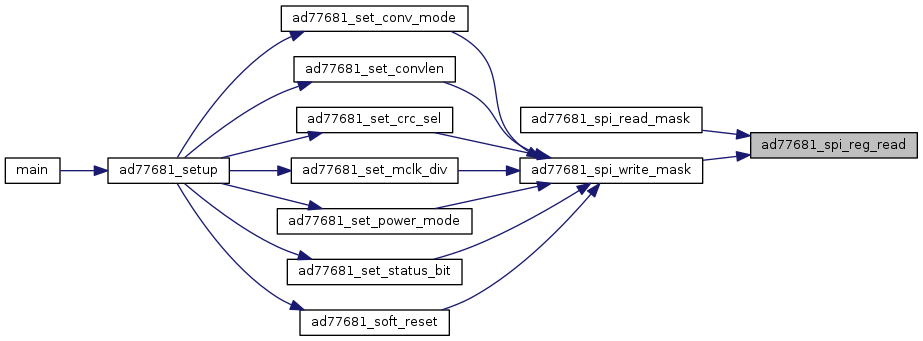 ad77681_set_conv_mode
ad77681_set_convlen
ad77681_set_crc_sel
ad77681_spi_read_mask
ad77681_spi_reg_read
main
ad77681_setup
ad77681_set_mclk_div
ad77681_spi_write_mask
ad77681_set_power_mode
ad77681_set_status_bit
ad77681_soft_reset